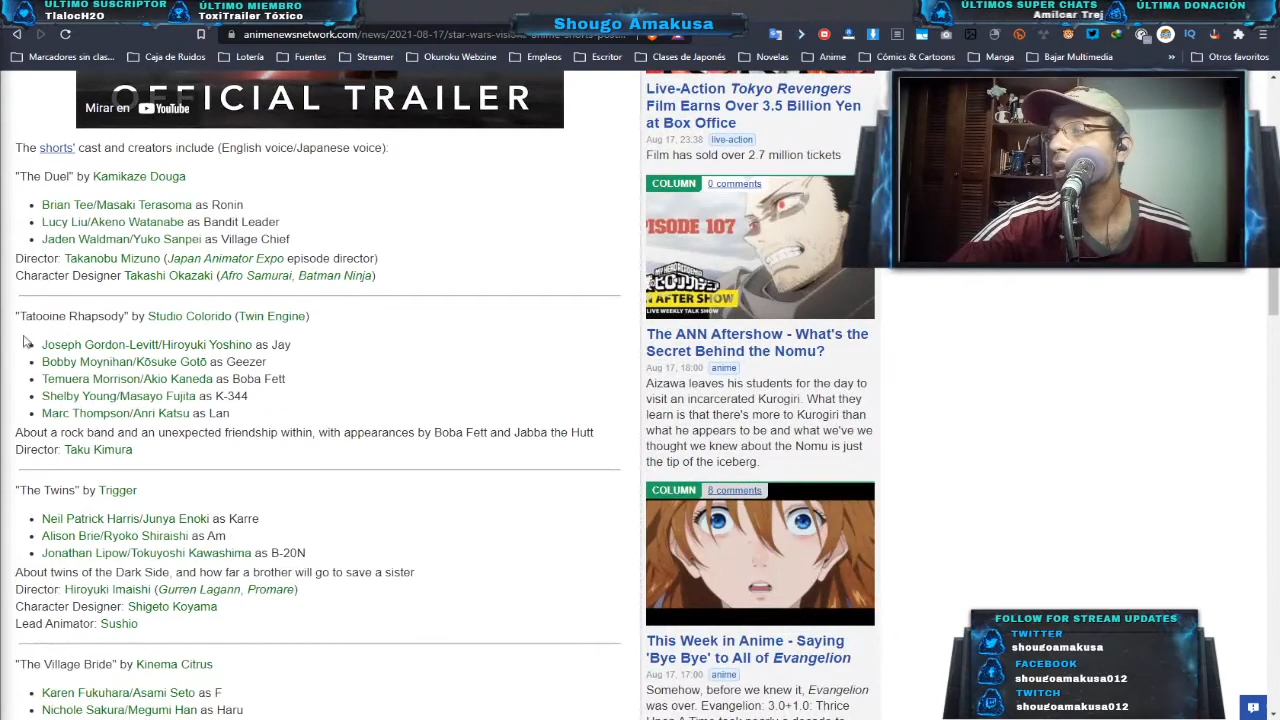 ÚLTIMO SUSCRIPTOR
TlalocH2O
ÚLTIMO MIEMBRO
ToxiTrailer Tóxico
Shougo Amakusa
ÚLTIMOS SUPER CHATS
Amilcar Trej
ÚLTIMA DONACIÓN
animenewsnetwork.com/news/2021-08-17/star-wars-visions-anime-shorts-post...
Marcadores sin clas...
Caja de Ruidos
Lotería
Fuentes
Streamer
Okuroku Webzine
Empleos
Escritor
Clases de Japonés
Novelas
Anime
Cómics & Cartoons
Manga
Bajar Multimedia
»
Otros favoritos
OFFICIAL TRAILER
Mirar en YouTube
The shorts' cast and creators include (English voice/Japanese voice):
"The Duel" by Kamikaze Douga
Brian Tee/Masaki Terasoma as Ronin
Lucy Liu/Akeno Watanabe as Bandit Leader
Jaden Waldman/Yuko Sanpei as Village Chief
Director: Takanobu Mizuno (Japan Animator Expo episode director)
Character Designer Takashi Okazaki (Afro Samurai, Batman Ninja)
"Tatooine Rhapsody" by Studio Colorido (Twin Engine)
Joseph Gordon-Levitt/Hiroyuki Yoshino as Jay
Bobby Moynihan/Kōsuke Gotō as Geezer
Temuera Morrison/Akio Kaneda as Boba Fett
Shelby Young/Masayo Fujita as K-344
Marc Thompson/Anri Katsu as Lan
About a rock band and an unexpected friendship within, with appearances by Boba Fett and Jabba the Hutt
Director: Taku Kimura
"The Twins" by Trigger
Neil Patrick Harris/Junya Enoki as Karre
Alison Brie/Ryoko Shiraishi as Am
Jonathan Lipow/Tokuyoshi Kawashima as B-20N
About twins of the Dark Side, and how far a brother will go to save a sister
Director: Hiroyuki Imaishi (Gurren Lagann, Promare)
Character Designer: Shigeto Koyama
Lead Animator: Sushio
"The Village Bride" by Kinema Citrus
Karen Fukuhara/Asami Seto as F
Nichole Sakura/Megumi Han as Haru
Live-Action Tokyo Revengers
Film Earns Over 3.5 Billion Yen
at Box Office
Aug 17, 23:38 live-action
Film has sold over 2.7 million tickets
COLUMN 0 comments
EPISODE 107
MY HERO ACADEMIA
AFTER SHOW
LIVE WEEKLY TALK SHOW
The ANN Aftershow - What's the
Secret Behind the Nomu?
Aug 17, 18:00 anime
Aizawa leaves his students for the day to
visit an incarcerated Kurogiri. What they
learn is that there's more to Kurogiri than
what he appears to be and what we've we
thought we knew about the Nomu is just
the tip of the iceberg.
COLUMN 8 comments
This Week in Anime - Saying
'Bye Bye' to All of Evangelion
Aug 17, 17:00 anime
Somehow, before we knew it, Evangelion
was over. Evangelion: 3.0+1.0: Thrice
FOLLOW FOR STREAM UPDATES
TWITTER
shougoamakusa
FACEBOOK
shougoamakusa012
TWITCH
shougoamakusa012